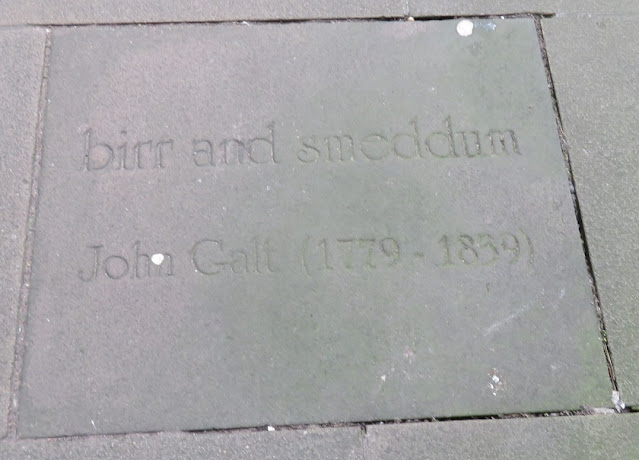 birr and smeddum
John Galt (1779 - 1839)